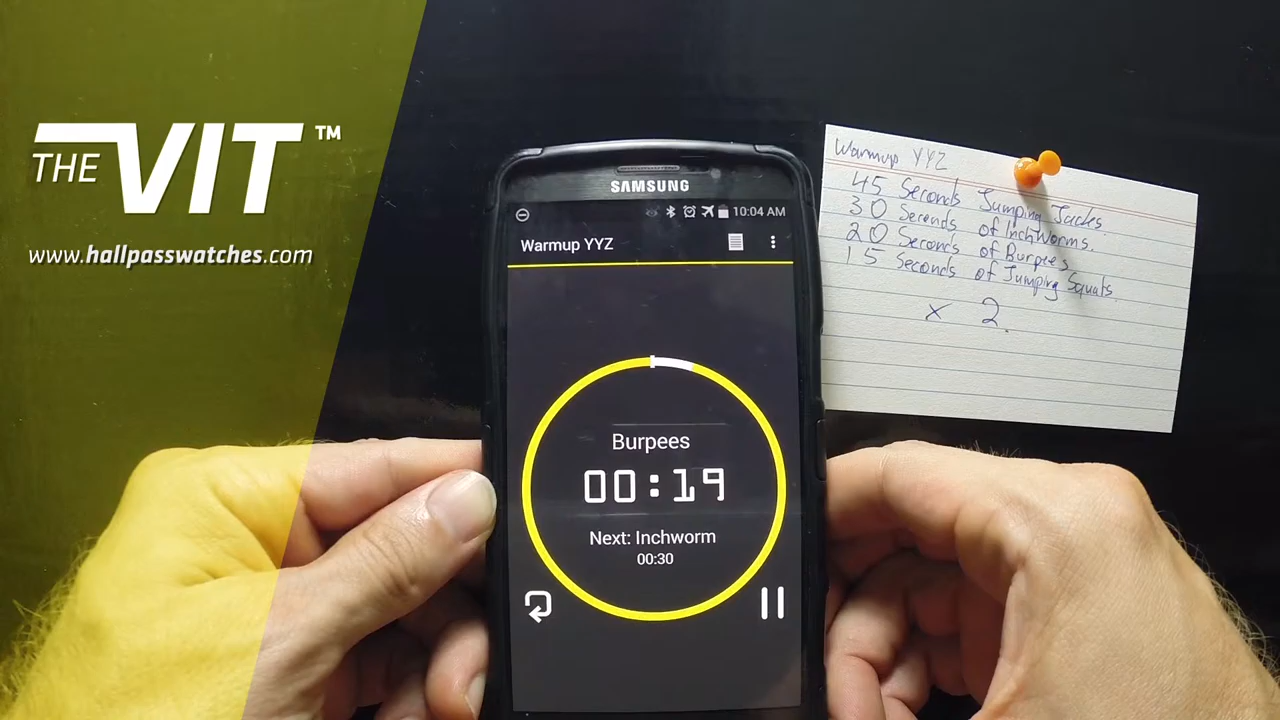 THE VIT™
www.hallpasswatches.com
SAMSUNG
10:04 AM
Warmup YYZ
Burpees
00:19
Next: Inchworm
00:30
Warmup YYZ
45 Seconds Jumping Jacks.
30 Seconds of InchWorms.
20 Seconds of Burpees
15 Seconds of Jumping Squats.
x 2.